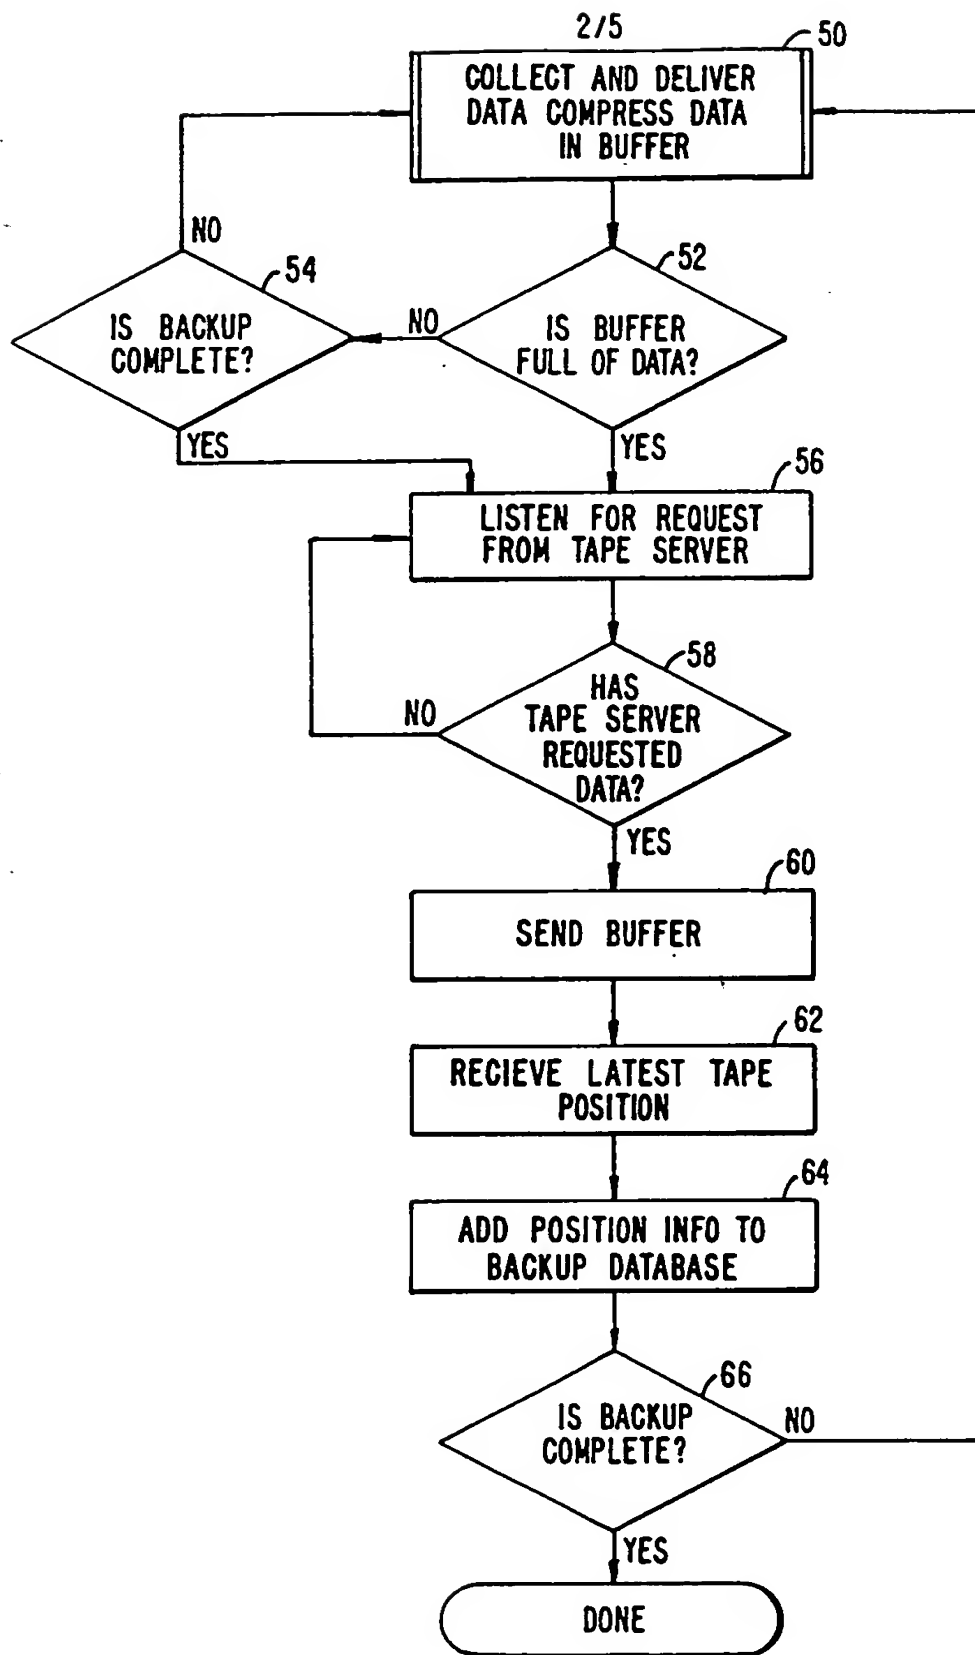 2/5
50
COLLECT AND DELIVER
DATA COMPRESS DATA
IN BUFFER
NO
54
52
IS BACKUP
COMPLETE?
NO
IS BUFFER
FULL OF DATA?
YES
YES
56
LISTEN FOR REQUEST
FROM TAPE SERVER
58
HAS
TAPE SERVER
REQUESTED
DATA?
NO
YES
60
SEND BUFFER
62
RECIEVE LATEST TAPE
POSITION
64
ADD POSITION INFO TO
BACKUP DATABASE
66
IS BACKUP
COMPLETE?
NO
YES
DONE